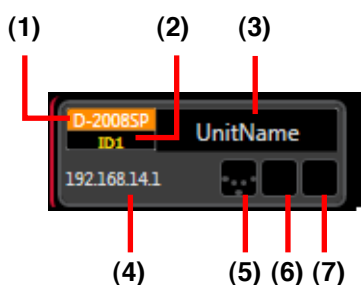 (1) (2) (3)
D-2008SP
ID1
UnitName
192.168.14.1
(4) (5) (6) (7)